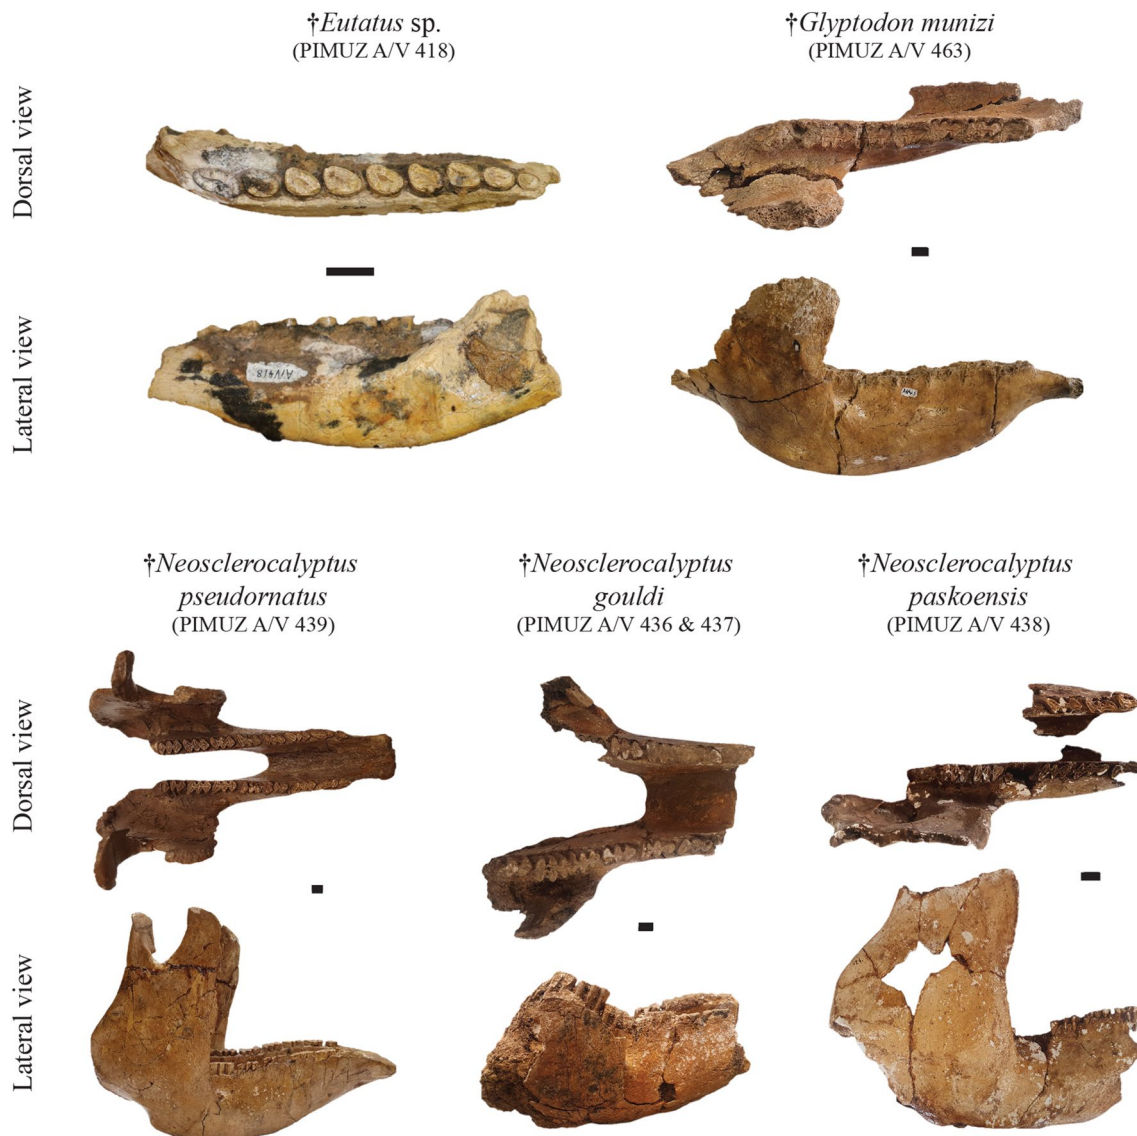 †Eutatus sp.
(PIMUZ A/V 418)
†Glyptodon munizi
(PIMUZ A/V 463)
Dorsal view
Lateral view
A/V418
†Neosclerocalyptus
pseudornatus
(PIMUZ A/V 439)
†Neosclerocalyptus
gouldi
(PIMUZ A/V 436 & 437)
†Neosclerocalyptus
paskoensis
(PIMUZ A/V 438)
Dorsal view
Lateral view